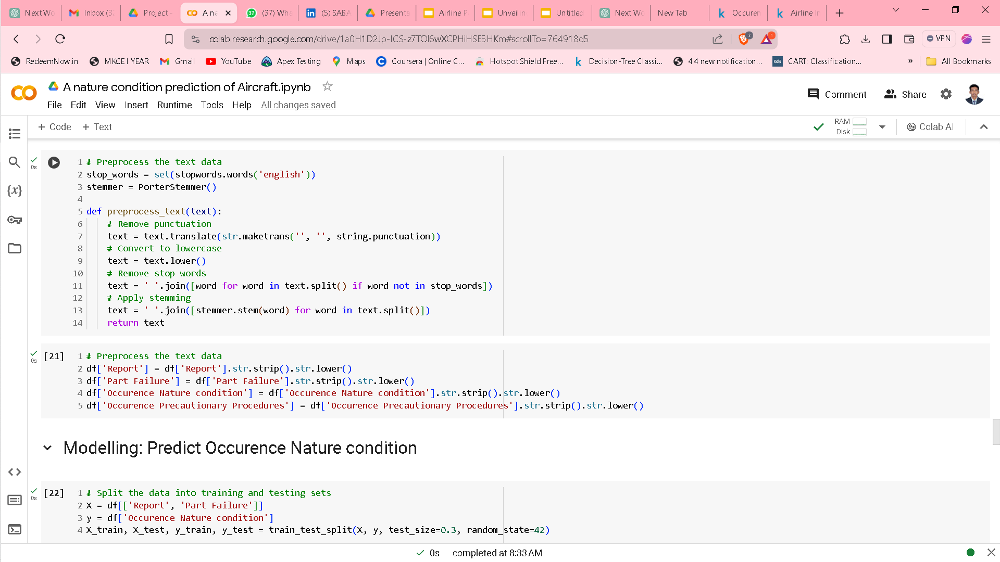 Next Wo
Inbox (3
Project -
A na
37
(37) Wha
(5) SABA
Presenta
Airline P
Unveilin
Untitled
Next Wo
New Tab
Occuren
Airline In
colab.research.google.com/drive/1a0H1D2Jp-ICS-z7TOl6wXCPHiHSE5HKm#scrollTo=764918d5
2
1
VPN
RedeemNow.in
MKCE I YEAR
Gmail
YouTube
Apex Testing
Maps
Coursera | Online C...
Hotspot Shield Free...
Decision-Tree Classi...
4 4 new notification...
tds
CART: Classification...
»
All Bookmarks
A nature condition prediction of Aircraft.ipynb
File Edit View Insert Runtime Tools Help All changes saved
Comment
Share
+ Code + Text
RAM
Disk
Colab AI
0s
1 # Preprocess the text data
2 stop_words = set(stopwords.words('english'))
3 stemmer = PorterStemmer()
4
5 def preprocess_text(text):
6 # Remove punctuation
7 text = text.translate(str.maketrans('', '', string.punctuation))
8 # Convert to lowercase
9 text = text.lower()
10 # Remove stop words
11 text = ' '.join([word for word in text.split() if word not in stop_words])
12 # Apply stemming
13 text = ' '.join([stemmer.stem(word) for word in text.split()])
14 return text
0s
[21]
1 # Preprocess the text data
2 df['Report'] = df['Report'].str.strip().str.lower()
3 df['Part Failure'] = df['Part Failure'].str.strip().str.lower()
4 df['Occurence Nature condition'] = df['Occurence Nature condition'].str.strip().str.lower()
5 df['Occurence Precautionary Procedures'] = df['Occurence Precautionary Procedures'].str.strip().str.lower()
Modelling: Predict Occurence Nature condition
0s
[22]
1 # Split the data into training and testing sets
2 X = df[['Report', 'Part Failure']]
3 y = df['Occurence Nature condition']
4 X_train, X_test, y_train, y_test = train_test_split(X, y, test_size=0.3, random_state=42)
0s completed at 8:33 AM